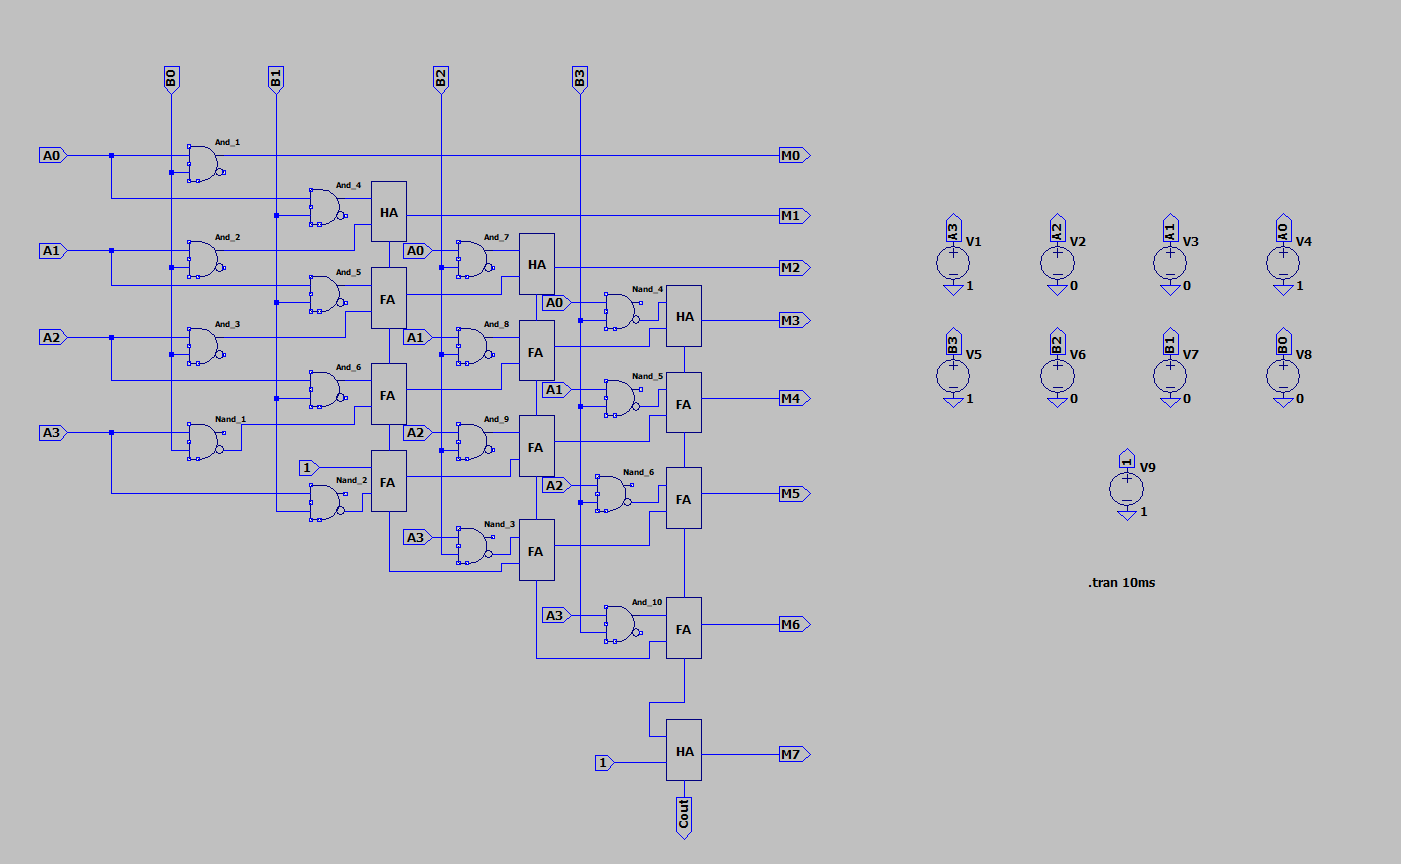 B0
B1
B2
B3
And_1
A0
M0
And_4
HA
M1
And_2
A1
A0
And_7
HA
M2
And_5
FA
A0
Nand_4
HA
M3
And_3
A2
A1
And_8
FA
And_6
FA
A1
Nand_5
FA
M4
Nand_1
A3
A2
And_9
FA
1
Nand_2
FA
A2
Nand_6
FA
M5
A3
Nand_3
FA
A3
And_10
FA
M6
1
HA
M7
Cout
A3
V1
1
A2
V2
0
A1
V3
0
A0
V4
1
B3
V5
1
B2
V6
0
B1
V7
0
B0
V8
0
1
V9
1
.tran 10ms